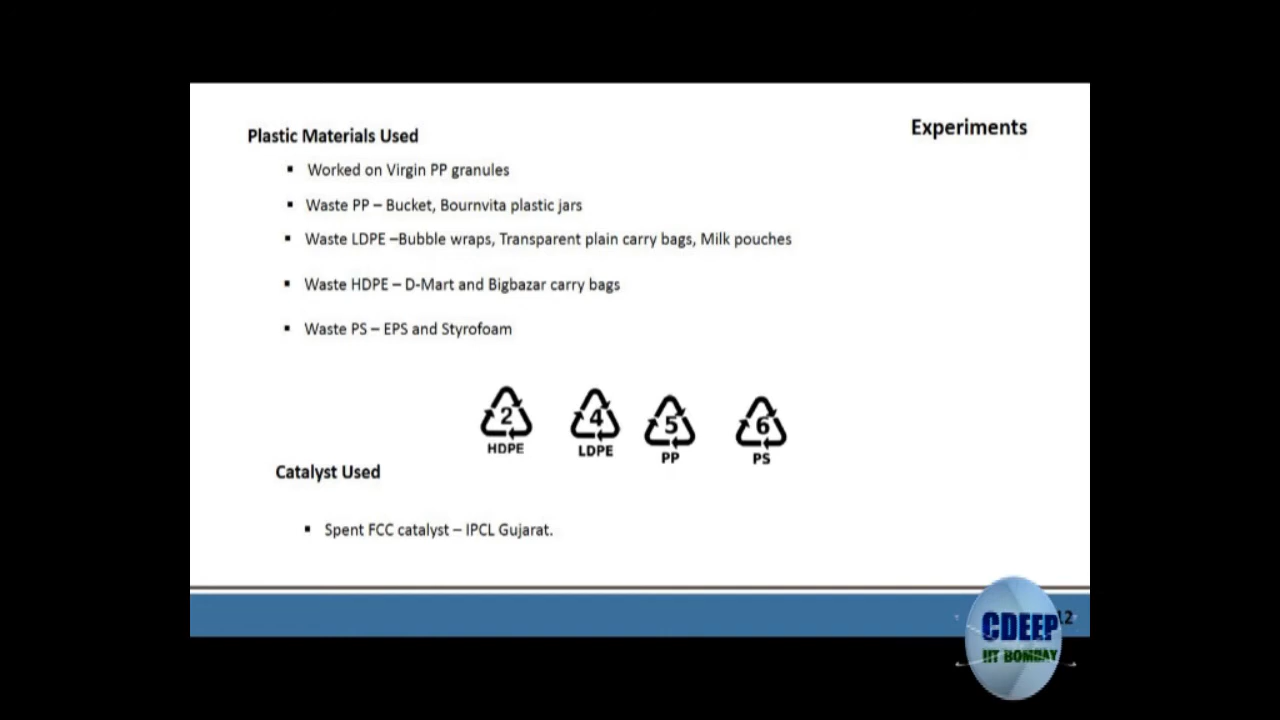 Experiments
Plastic Materials Used
▪ Worked on Virgin PP granules
▪ Waste PP – Bucket, Bournvita plastic jars
▪ Waste LDPE –Bubble wraps, Transparent plain carry bags, Milk pouches
▪ Waste HDPE – D-Mart and Bigbazar carry bags
▪ Waste PS – EPS and Styrofoam
2 4 5 6
HDPE LDPE PP PS
Catalyst Used
▪ Spent FCC catalyst – IPCL Gujarat.
12
CDEEP
IIT BOMBAY